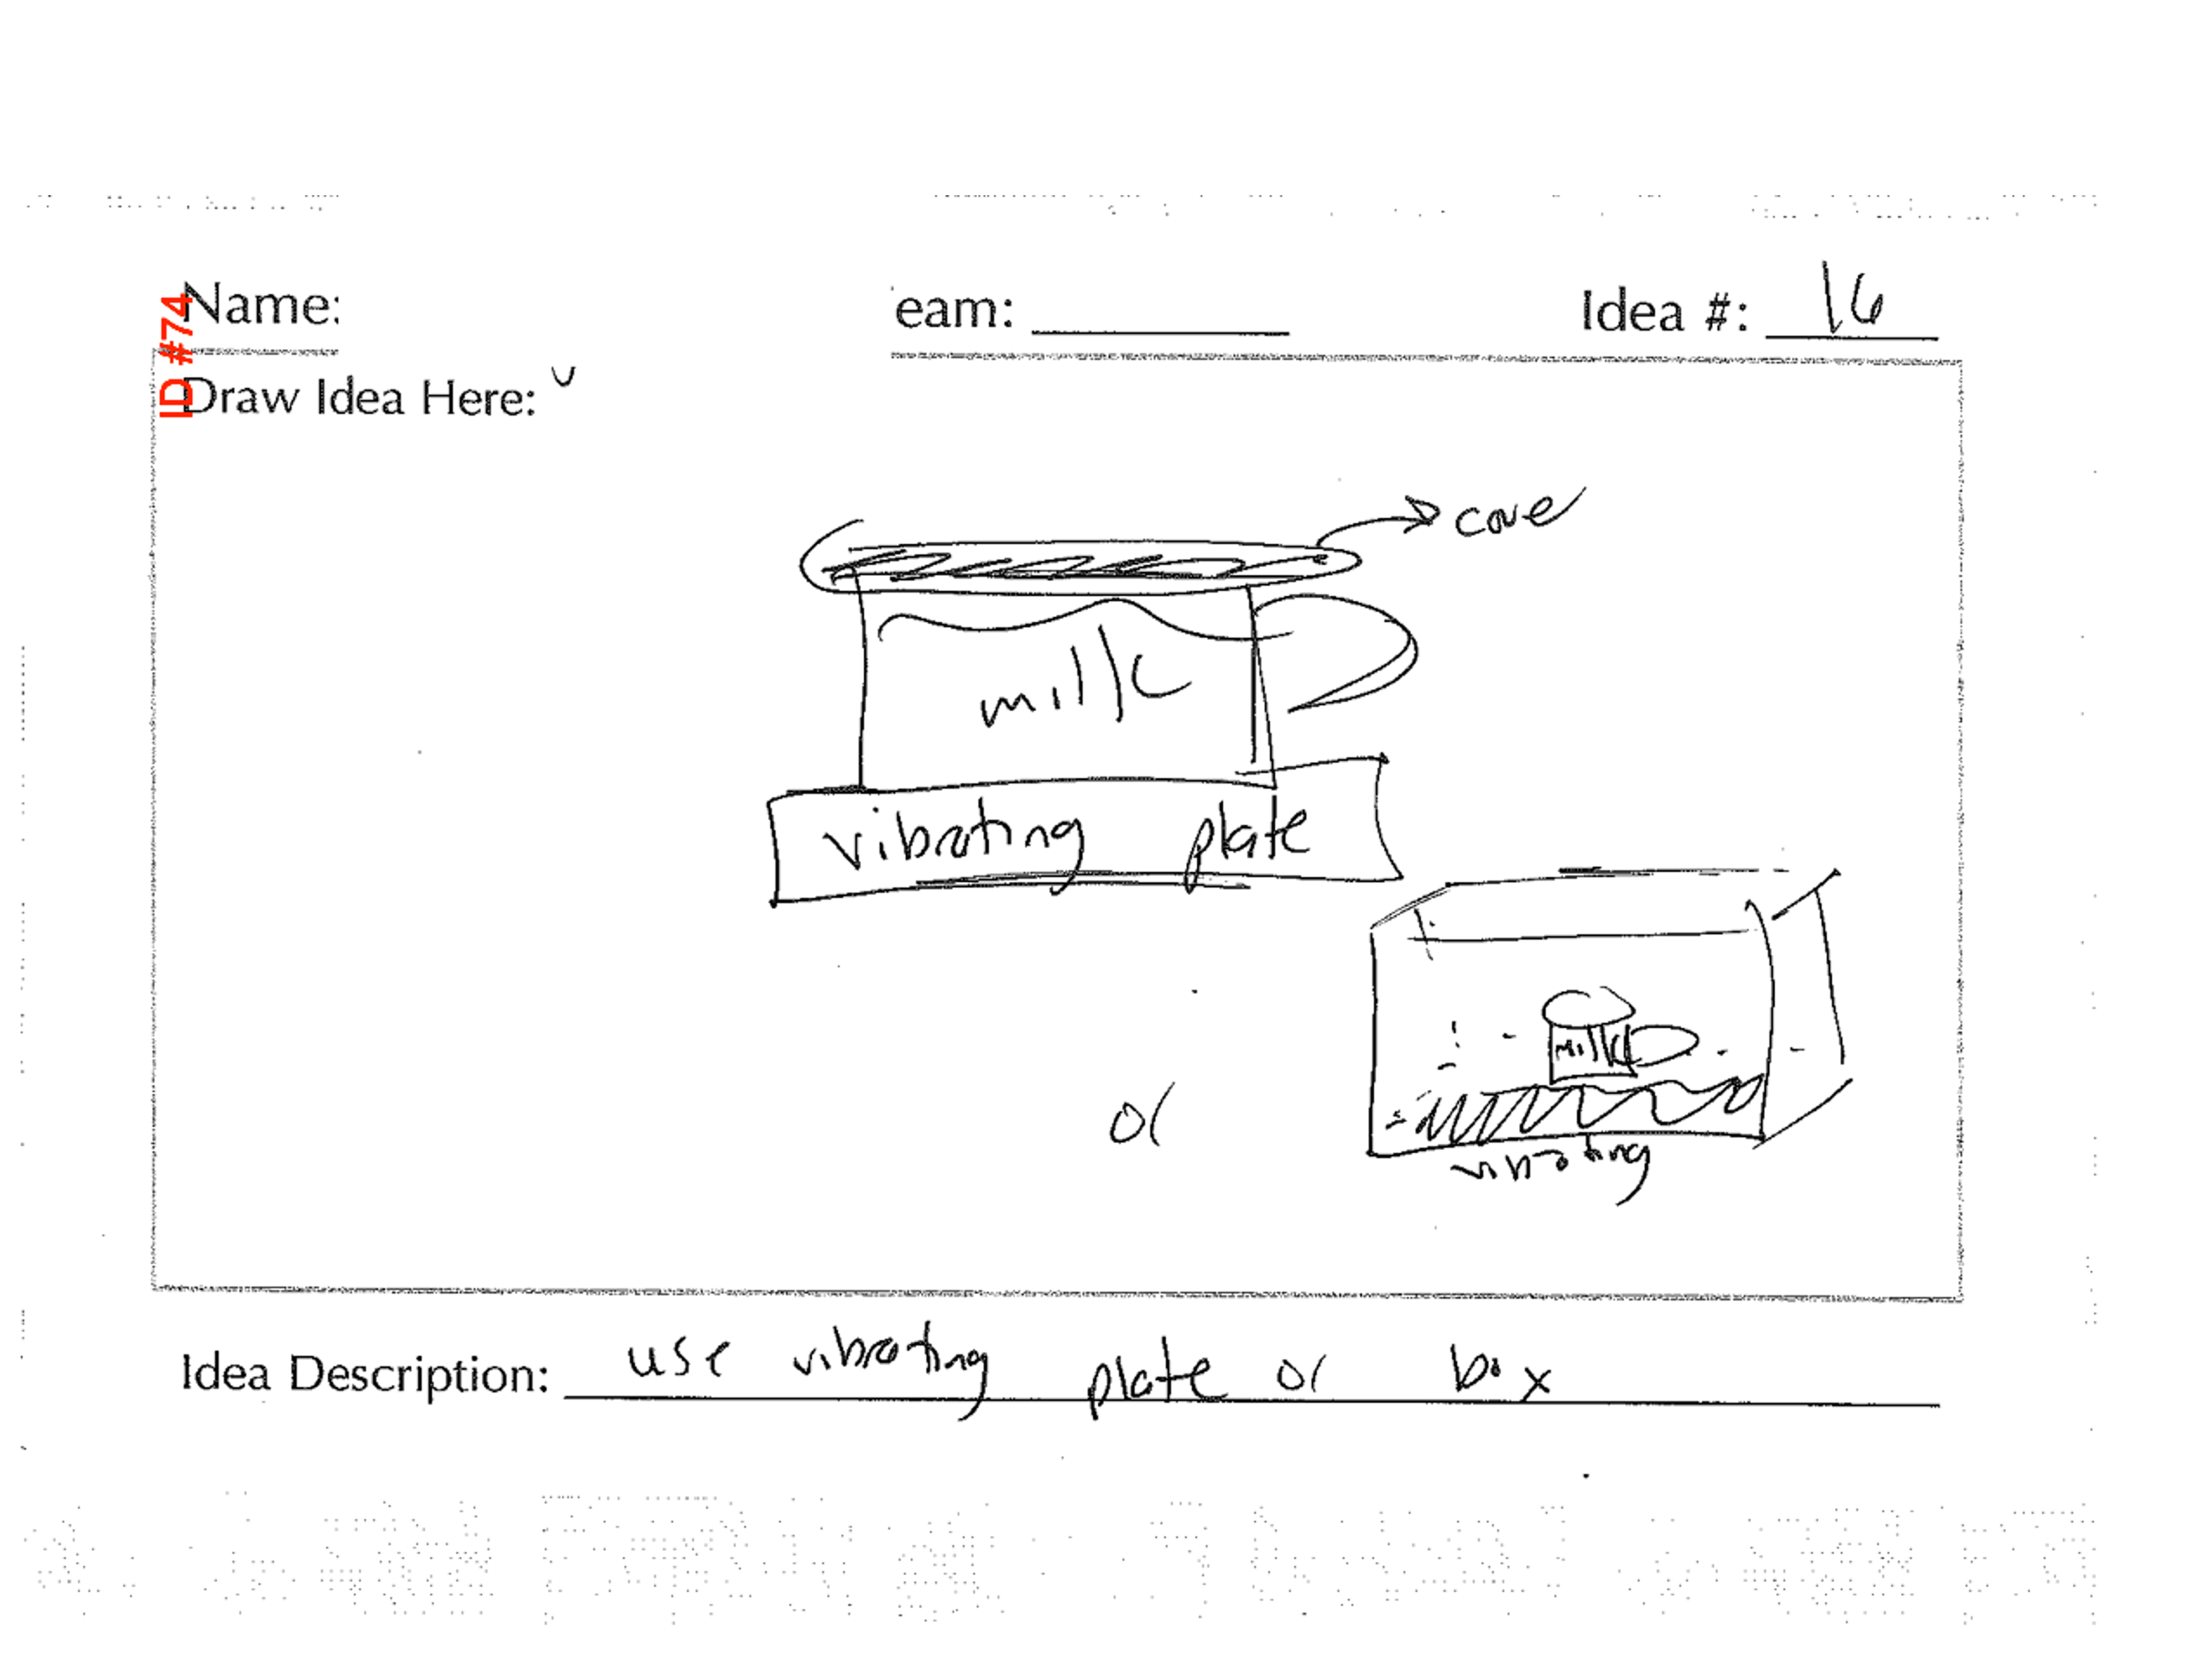 Name: eam: Idea #: 16
ID #74
Draw Idea Here:
cove
milk
vibrating plate
milk
or
vibrating
Idea Description: use vibrating plate or box